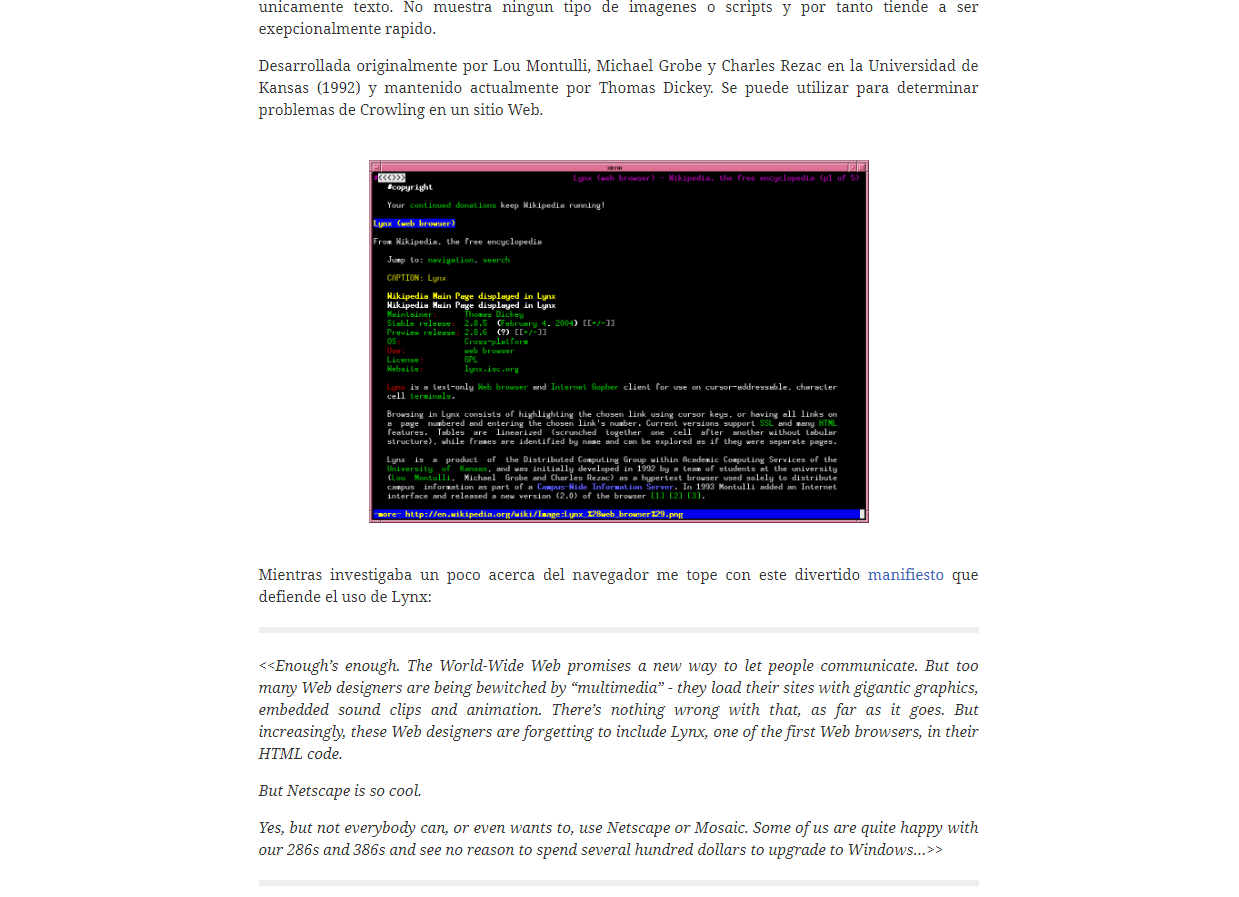 unicamente texto. No muestra ningun tipo de imagenes o scripts y por tanto tiende a ser
exepcionalmente rapido.
Desarrollada originalmente por Lou Montulli, Michael Grobe y Charles Rezac en la Universidad de
Kansas (1992) y mantenido actualmente por Thomas Dickey. Se puede utilizar para determinar
problemas de Crowling en un sitio Web.
xterm
#<<<>>> Lynx (web browser) - Wikipedia, the free encyclopedia (p1 of 5)
#copyright
Your continued donations keep Wikipedia running!
Lynx (web browser)
From Wikipedia, the free encyclopedia
Jump to: navigation, search
CAPTION: Lynx
Wikipedia Main Page displayed in Lynx
Wikipedia Main Page displayed in Lynx
Maintainer: Thomas Dickey
Stable release: 2.8.5 (February 4, 2004) [[+/-]]
Preview release: 2.8.6 (?) [[+/-]]
OS: Cross-platform
Use: web browser
License: GPL
Website: lynx.isc.org
Lynx is a text-only Web browser and Internet Gopher client for use on cursor-addressable, character
cell terminals.
Browsing in Lynx consists of highlighting the chosen link using cursor keys, or having all links on
a page numbered and entering the chosen link's number. Current versions support SSL and many HTML
features. Tables are linearized (scrunched together one cell after another without tabular
structure), while frames are identified by name and can be explored as if they were separate pages.
Lynx is a product of the Distributed Computing Group within Academic Computing Services of the
University of Kansas, and was initially developed in 1992 by a team of students at the university
(Lou Montulli, Michael Grobe and Charles Rezac) as a hypertext browser used solely to distribute
campus information as part of a Campus-Wide Information Server. In 1993 Montulli added an Internet
interface and released a new version (2.0) of the browser [1] [2] [3].
-more- http://en.wikipedia.org/wiki/Image:Lynx_%28web_browser%29.png
Mientras investigaba un poco acerca del navegador me tope con este divertido manifiesto que
defiende el uso de Lynx:
<<Enough’s enough. The World-Wide Web promises a new way to let people communicate. But too
many Web designers are being bewitched by “multimedia” - they load their sites with gigantic graphics,
embedded sound clips and animation. There’s nothing wrong with that, as far as it goes. But
increasingly, these Web designers are forgetting to include Lynx, one of the first Web browsers, in their
HTML code.
But Netscape is so cool.
Yes, but not everybody can, or even wants to, use Netscape or Mosaic. Some of us are quite happy with
our 286s and 386s and see no reason to spend several hundred dollars to upgrade to Windows…>>